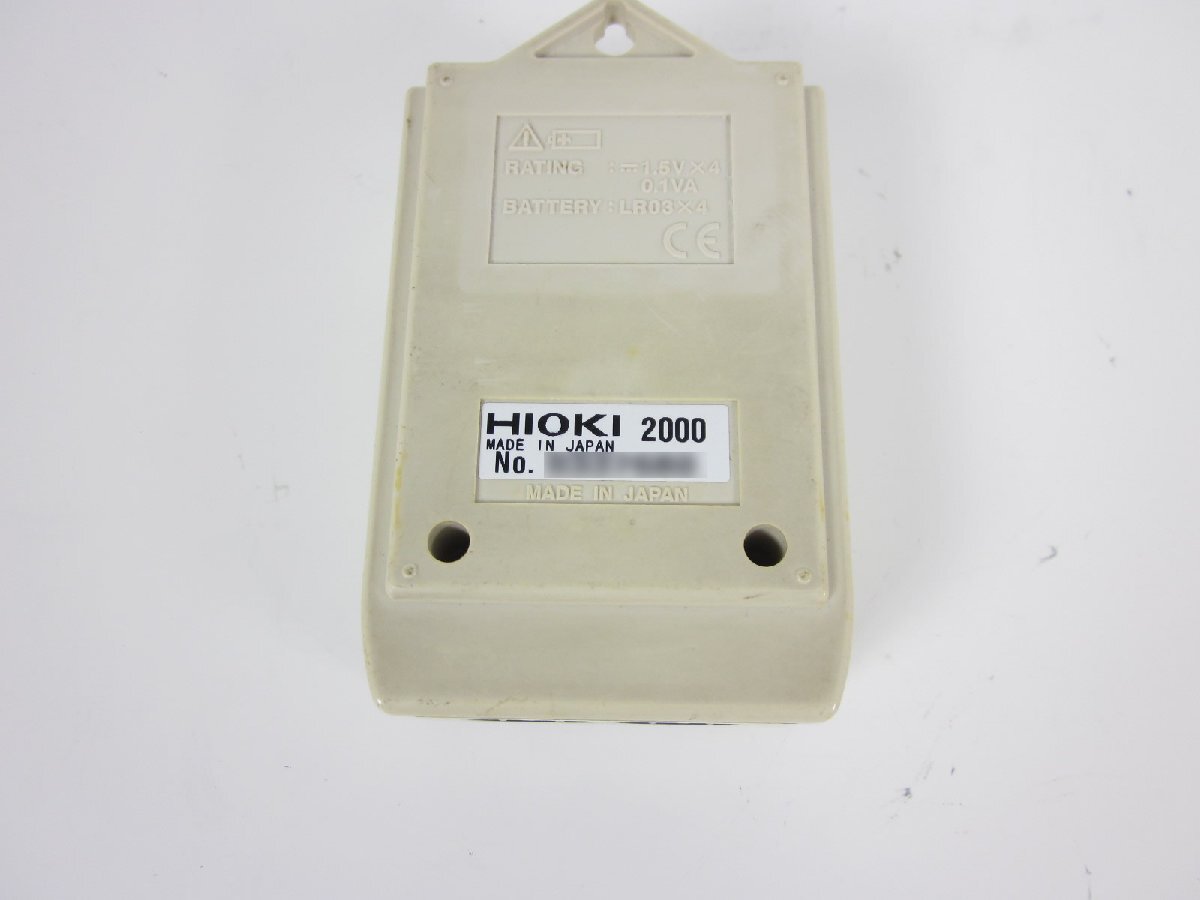 RATING : ⎓1.5V×4
0.1VA
BATTERY : LR03×4
CE
HIOKI 2000
MADE IN JAPAN
No.
MADE IN JAPAN